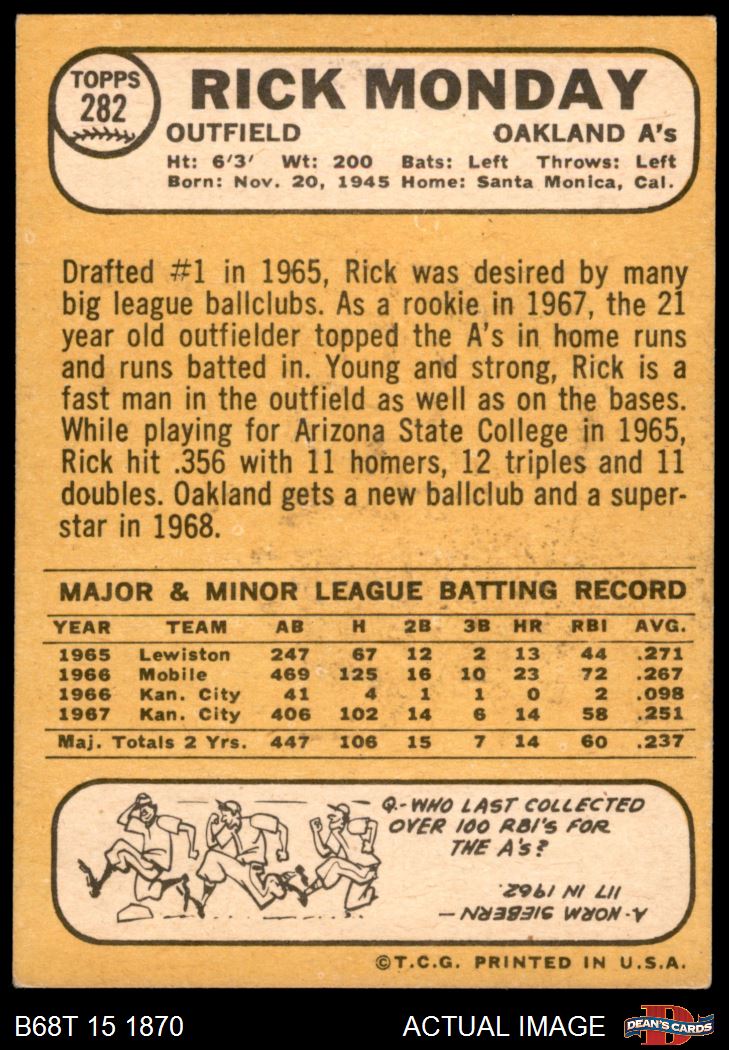 TOPPS
282
RICK MONDAY
OUTFIELD OAKLAND A's
Ht: 6'3' Wt: 200 Bats: Left Throws: Left
Born: Nov. 20, 1945 Home: Santa Monica, Cal.
Drafted #1 in 1965, Rick was desired by many
big league ballclubs. As a rookie in 1967, the 21
year old outfielder topped the A's in home runs
and runs batted in. Young and strong, Rick is a
fast man in the outfield as well as on the bases.
While playing for Arizona State College in 1965,
Rick hit .356 with 11 homers, 12 triples and 11
doubles. Oakland gets a new ballclub and a super-
star in 1968.
MAJOR & MINOR LEAGUE BATTING RECORD
YEAR TEAM AB H 2B 3B HR RBI AVG.
1965 Lewiston 247 67 12 2 13 44 .271
1966 Mobile 469 125 16 10 23 72 .267
1966 Kan. City 41 4 1 1 0 2 .098
1967 Kan. City 406 102 14 6 14 58 .251
Maj. Totals 2 Yrs. 447 106 15 7 14 60 .237
Q.-WHO LAST COLLECTED
OVER 100 RBI'S FOR
THE A'S?
A-NORM SIEBERN—
117 IN 1962.
©T.C.G. PRINTED IN U.S.A.
B68T 15 1870 ACTUAL IMAGE
D
DEAN'S CARDS